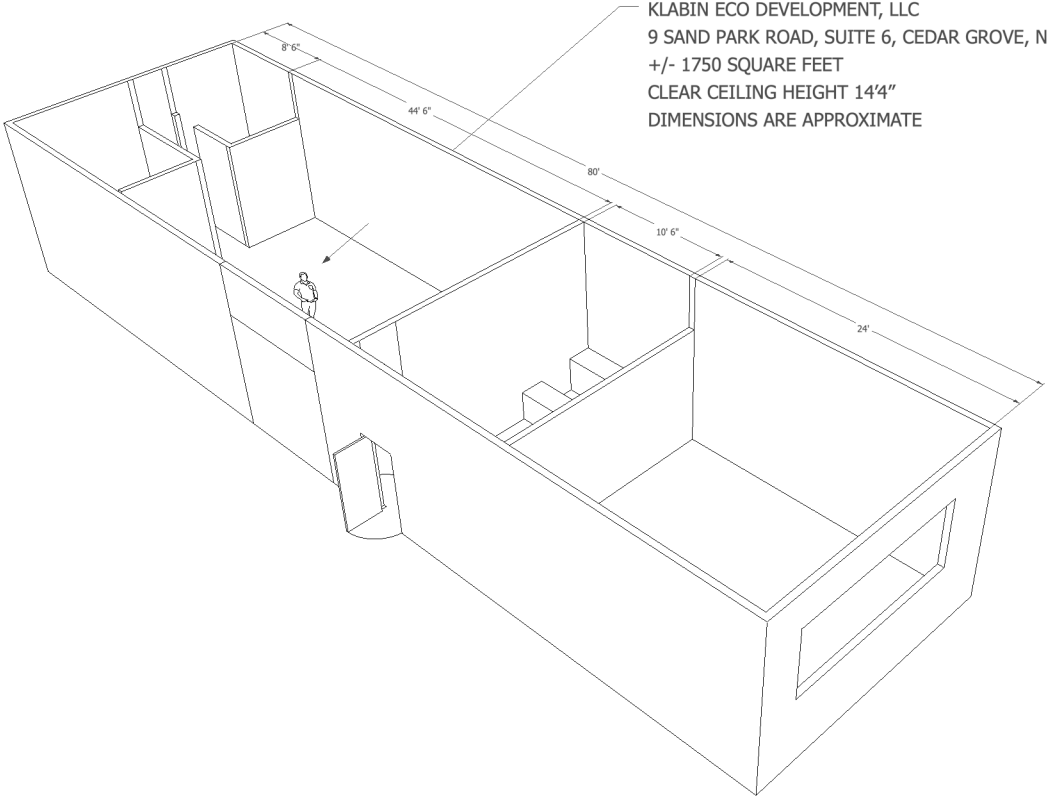 KLABIN ECO DEVELOPMENT, LLC
9 SAND PARK ROAD, SUITE 6, CEDAR GROVE, N
+/- 1750 SQUARE FEET
CLEAR CEILING HEIGHT 14'4"
DIMENSIONS ARE APPROXIMATE
8' 6"
44' 6"
80'
10' 6"
24'